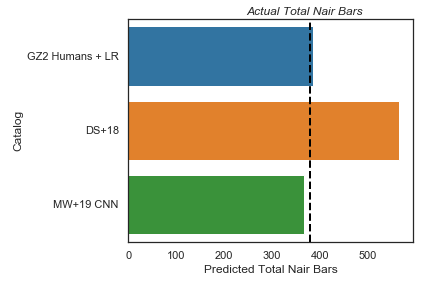 Actual Total Nair Bars
GZ2 Humans + LR
DS+18
MW+19 CNN
Catalog
0 100 200 300 400 500
Predicted Total Nair Bars